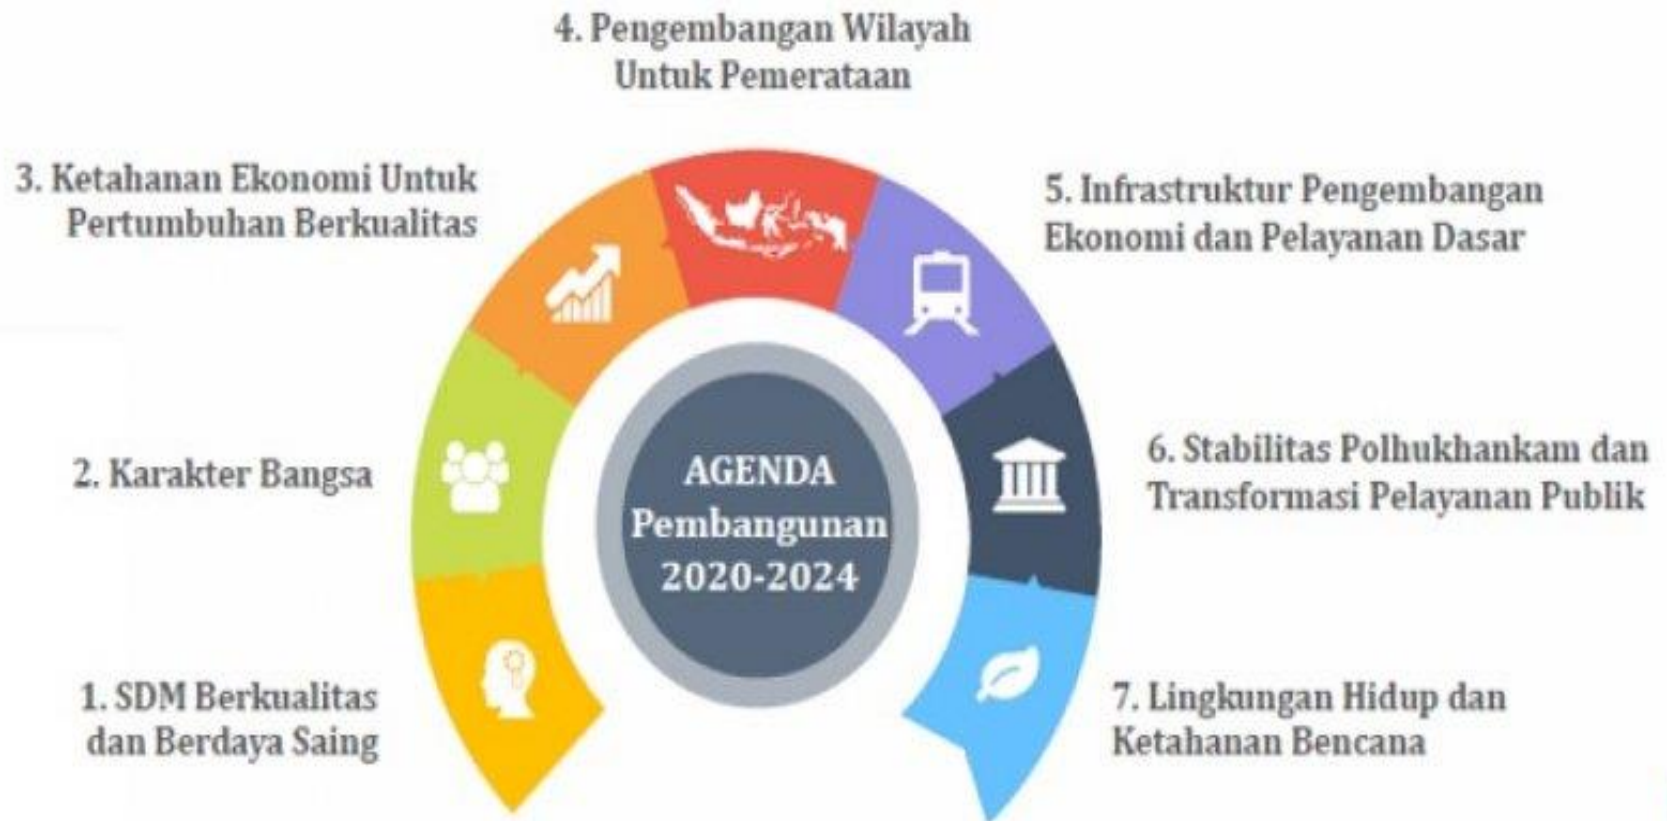 4. Pengembangan Wilayah
Untuk Pemerataan
3. Ketahanan Ekonomi Untuk
Pertumbuhan Berkualitas
5. Infrastruktur Pengembangan
Ekonomi dan Pelayanan Dasar
2. Karakter Bangsa
AGENDA
Pembangunan
2020-2024
6. Stabilitas Polhukhankam dan
Transformasi Pelayanan Publik
1. SDM Berkualitas
dan Berdaya Saing
7. Lingkungan Hidup dan
Ketahanan Bencana